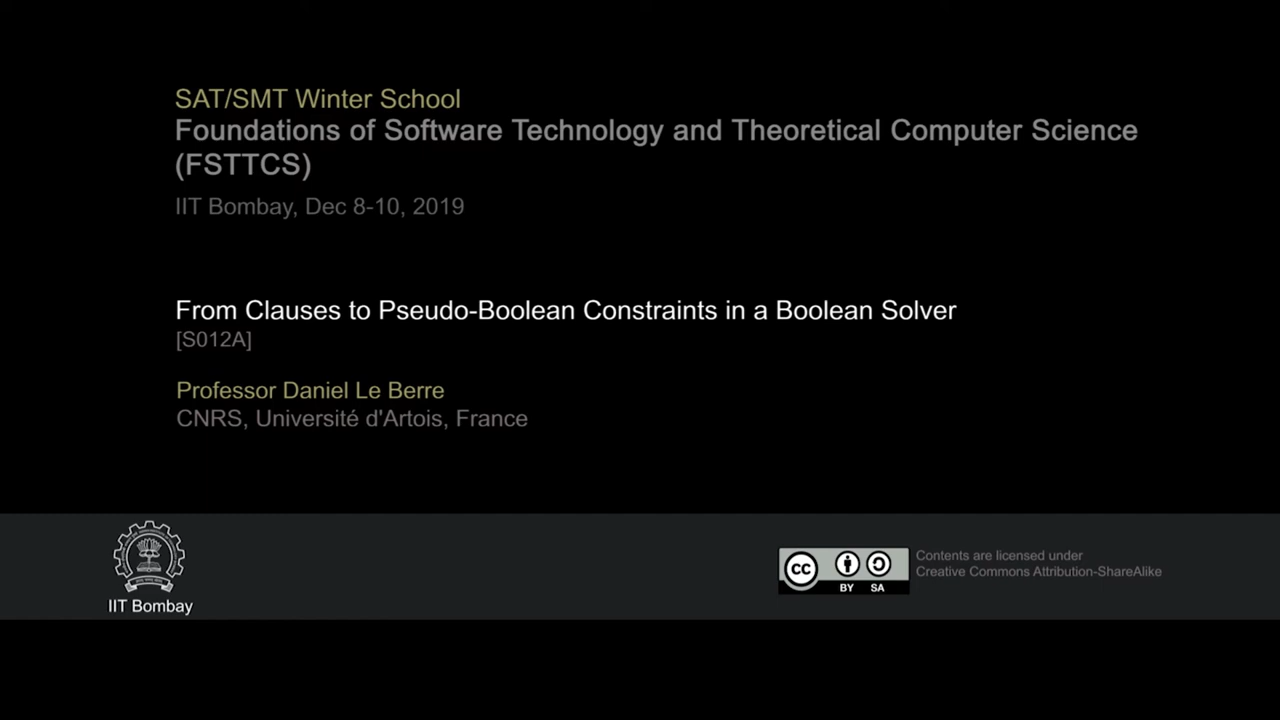 SAT/SMT Winter School
Foundations of Software Technology and Theoretical Computer Science
(FSTTCS)
IIT Bombay, Dec 8-10, 2019
From Clauses to Pseudo-Boolean Constraints in a Boolean Solver
[S012A]
Professor Daniel Le Berre
CNRS, Université d'Artois, France
IIT Bombay
cc
BY SA
Contents are licensed under
Creative Commons Attribution-ShareAlike